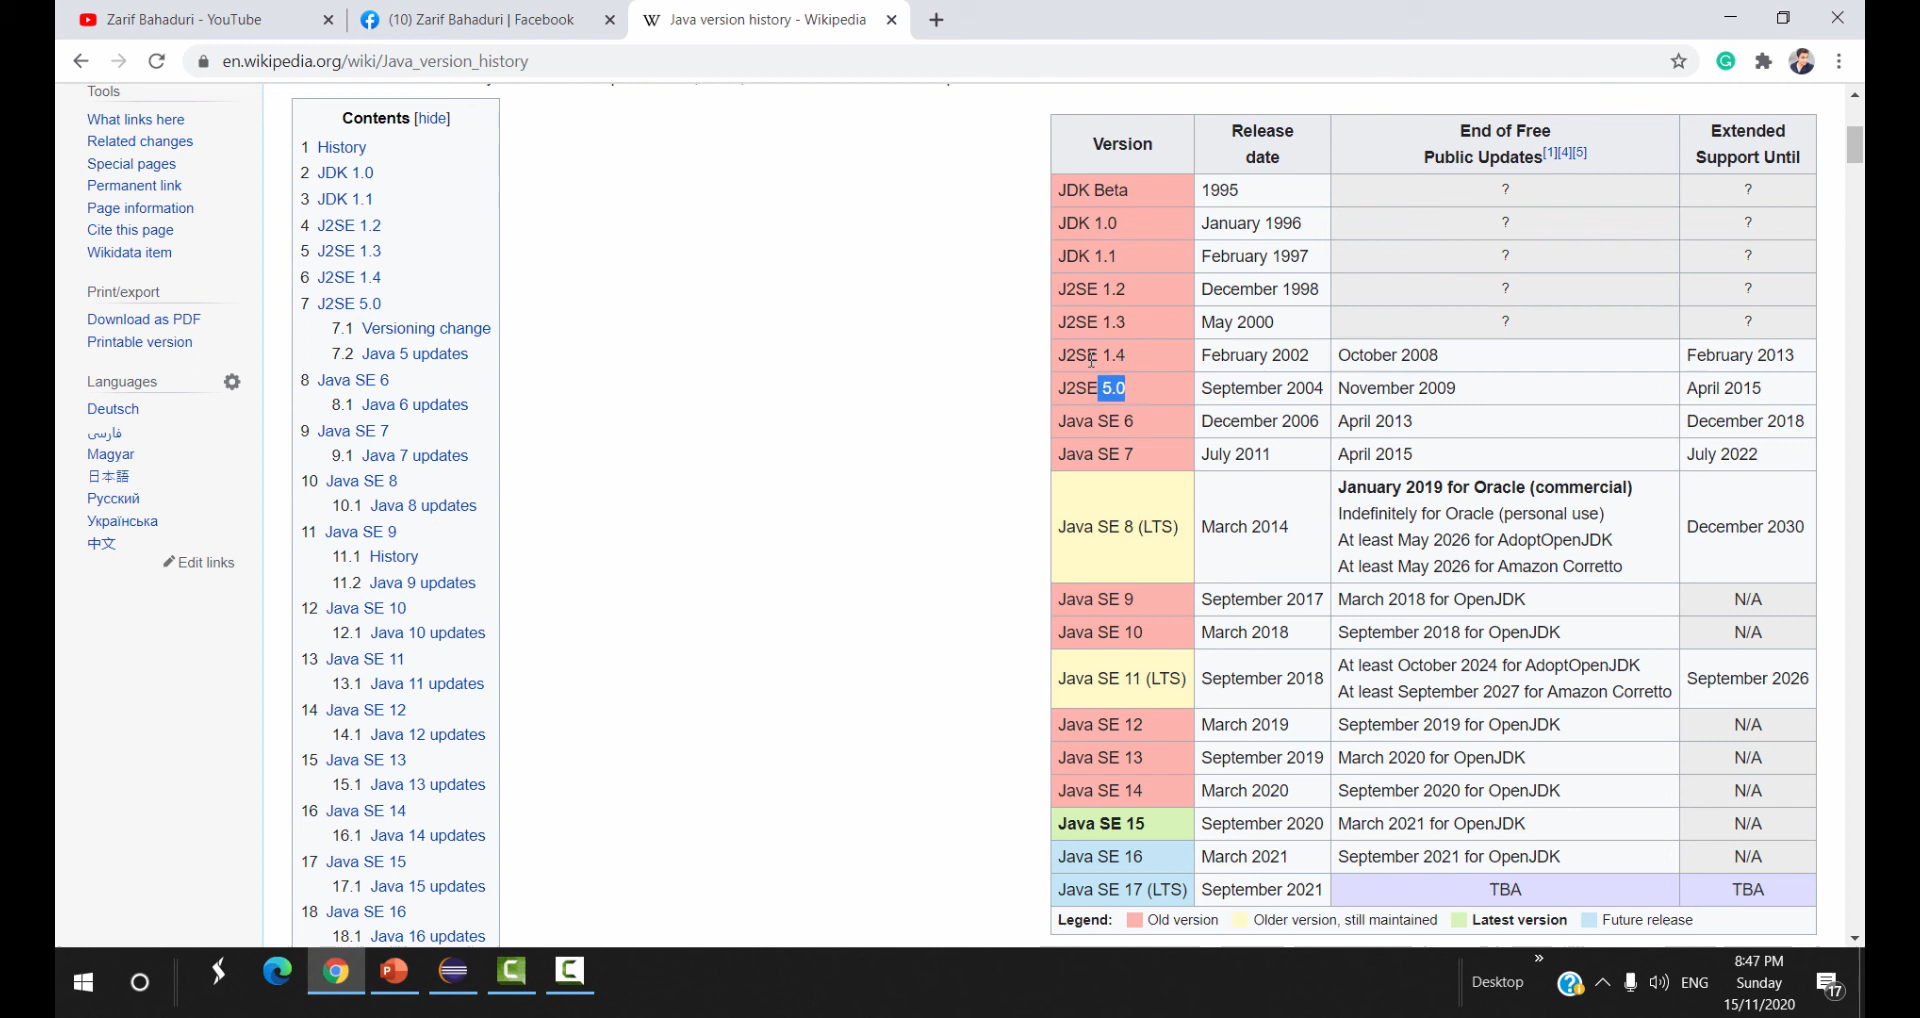 Zarif Bahaduri - YouTube
(10) Zarif Bahaduri | Facebook
Java version history - Wikipedia
en.wikipedia.org/wiki/Java_version_history
Tools
What links here
Related changes
Special pages
Permanent link
Page information
Cite this page
Wikidata item
Print/export
Download as PDF
Printable version
Languages
Deutsch
فارسی
Magyar
日本語
Русский
Українська
中文
Edit links
Contents [hide]
1 History
2 JDK 1.0
3 JDK 1.1
4 J2SE 1.2
5 J2SE 1.3
6 J2SE 1.4
7 J2SE 5.0
7.1 Versioning change
7.2 Java 5 updates
8 Java SE 6
8.1 Java 6 updates
9 Java SE 7
9.1 Java 7 updates
10 Java SE 8
10.1 Java 8 updates
11 Java SE 9
11.1 History
11.2 Java 9 updates
12 Java SE 10
12.1 Java 10 updates
13 Java SE 11
13.1 Java 11 updates
14 Java SE 12
14.1 Java 12 updates
15 Java SE 13
15.1 Java 13 updates
16 Java SE 14
16.1 Java 14 updates
17 Java SE 15
17.1 Java 15 updates
18 Java SE 16
18.1 Java 16 updates
Version Release date End of Free Public Updates[1][4][5] Extended Support Until
JDK Beta 1995 ? ?
JDK 1.0 January 1996 ? ?
JDK 1.1 February 1997 ? ?
J2SE 1.2 December 1998 ? ?
J2SE 1.3 May 2000 ? ?
J2SE 1.4 February 2002 October 2008 February 2013
J2SE 5.0 September 2004 November 2009 April 2015
Java SE 6 December 2006 April 2013 December 2018
Java SE 7 July 2011 April 2015 July 2022
Java SE 8 (LTS) March 2014 January 2019 for Oracle (commercial)
Indefinitely for Oracle (personal use)
At least May 2026 for AdoptOpenJDK
At least May 2026 for Amazon Corretto
December 2030
Java SE 9 September 2017 March 2018 for OpenJDK N/A
Java SE 10 March 2018 September 2018 for OpenJDK N/A
Java SE 11 (LTS) September 2018 At least October 2024 for AdoptOpenJDK
At least September 2027 for Amazon Corretto
September 2026
Java SE 12 March 2019 September 2019 for OpenJDK N/A
Java SE 13 September 2019 March 2020 for OpenJDK N/A
Java SE 14 March 2020 September 2020 for OpenJDK N/A
Java SE 15 September 2020 March 2021 for OpenJDK N/A
Java SE 16 March 2021 September 2021 for OpenJDK N/A
Java SE 17 (LTS) September 2021 TBA TBA
Legend: Old version Older version, still maintained Latest version Future release
Desktop
ENG
8:47 PM
Sunday
15/11/2020
17